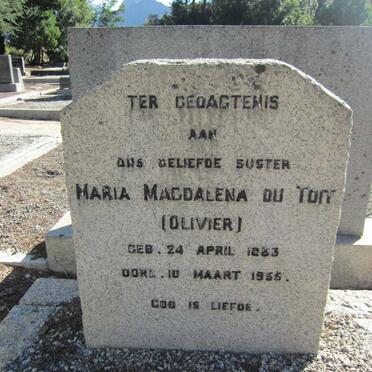 TER GEDAGTENIS
AAN
ONS GELIEFDE SUSTER
MARIA MAGDALENA DU TOIT
(OLIVIER)
GEB. 24 APRIL 1883
OORL. 10 MAART 1955.
GOD IS LIEFDE.